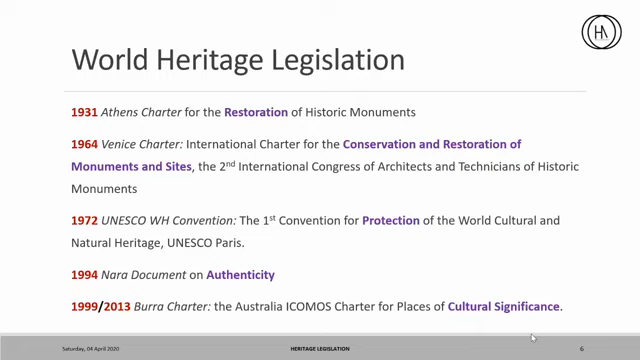 HA
World Heritage Legislation
1931 Athens Charter for the Restoration of Historic Monuments
1964 Venice Charter: International Charter for the Conservation and Restoration of
Monuments and Sites, the 2nd International Congress of Architects and Technicians of Historic
Monuments
1972 UNESCO WH Convention: The 1st Convention for Protection of the World Cultural and
Natural Heritage, UNESCO Paris.
1994 Nara Document on Authenticity
1999/2013 Burra Charter: the Australia ICOMOS Charter for Places of Cultural Significance.
Saturday, 04 April 2020 HERITAGE LEGISLATION 6